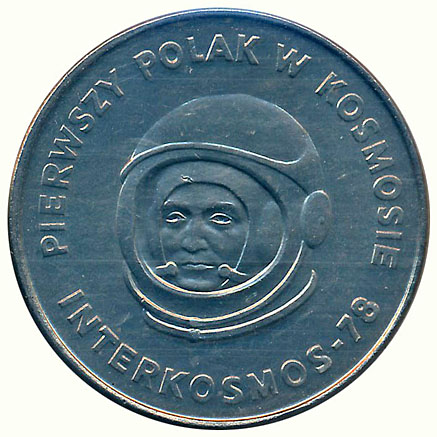 PIERWSZY POLAK W KOSMOSIE
INTERKOSMOS-78